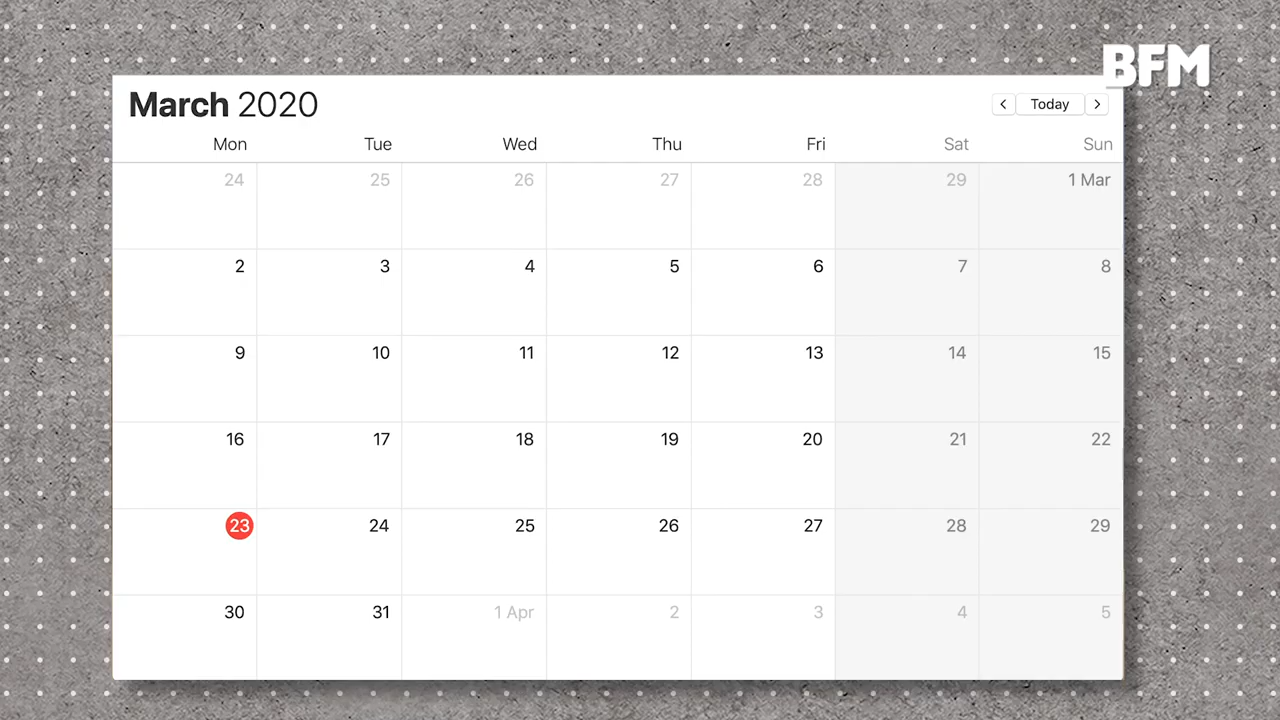 BFM
March 2020
< Today >
Mon Tue Wed Thu Fri Sat Sun
24 25 26 27 28 29 1 Mar
2 3 4 5 6 7 8
9 10 11 12 13 14 15
16 17 18 19 20 21 22
23 24 25 26 27 28 29
30 31 1 Apr 2 3 4 5